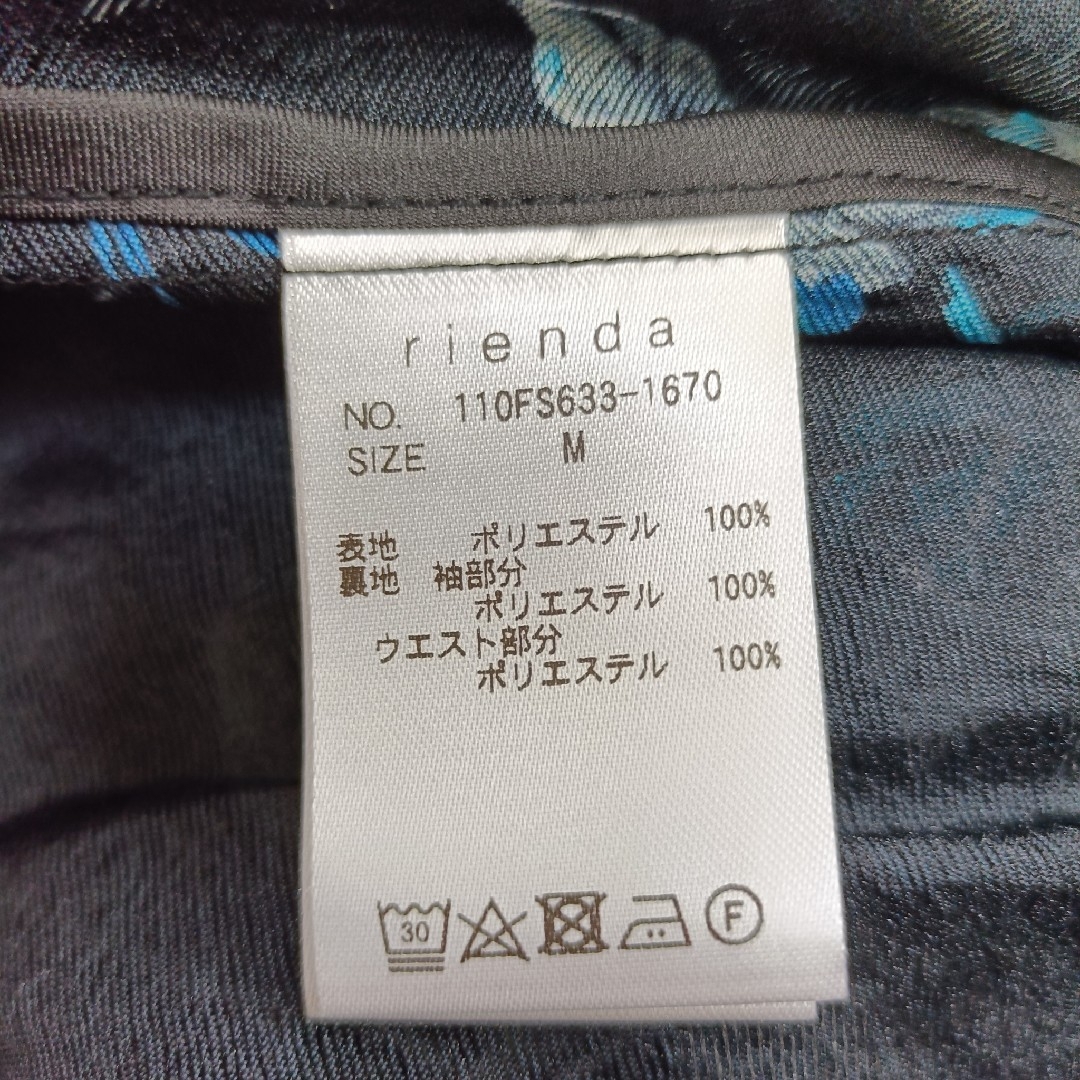 rienda
NO. 110FS633-1670
SIZE M
表地 ポリエステル 100%
裏地 袖部分
ポリエステル 100%
ウエスト部分
ポリエステル 100%
30 F